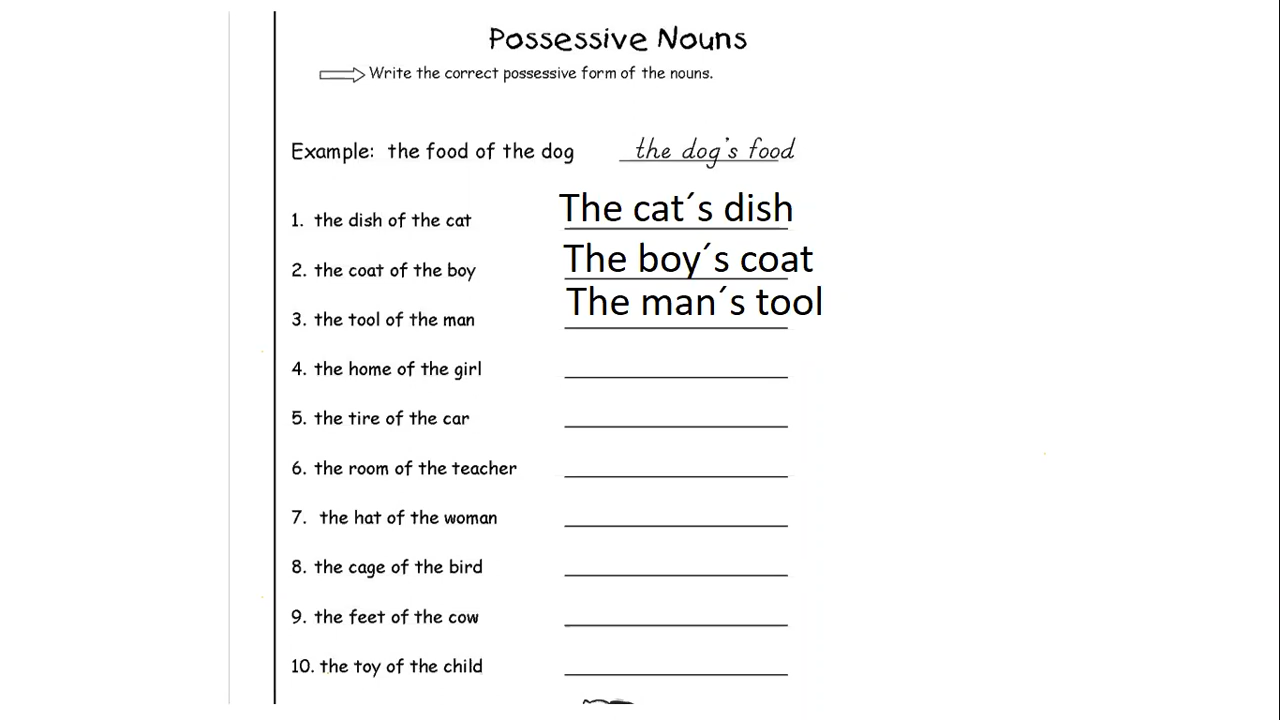 Possessive Nouns
Write the correct possessive form of the nouns.
Example: the food of the dog the dog's food
1. the dish of the cat The cat´s dish
2. the coat of the boy The boy´s coat
3. the tool of the man The man´s tool
4. the home of the girl
5. the tire of the car
6. the room of the teacher
7. the hat of the woman
8. the cage of the bird
9. the feet of the cow
10. the toy of the child